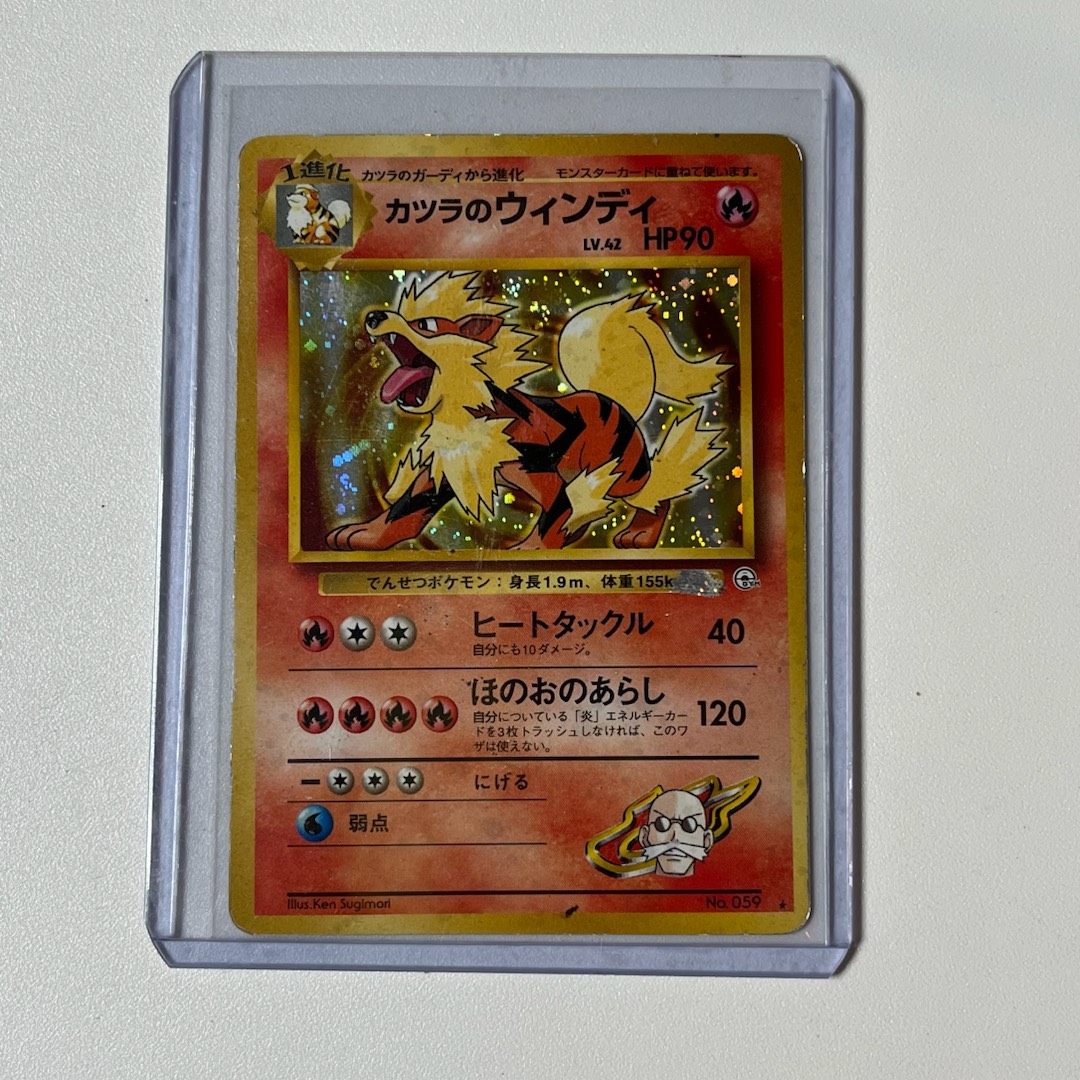 1進化
カツラのガーディから進化
モンスターカードに重ねて使います。
カツラのウィンディ
LV.42 HP90
でんせつポケモン：身長1.9m、体重155k
GYM
ヒートタックル 40
自分にも10ダメージ。
ほのおのあらし 120
自分についている「炎」エネルギーカー
ドを3枚トラッシュしなければ、このワ
ザは使えない。
ー にげる
弱点
Illus.Ken Sugimori
No. 059 ★